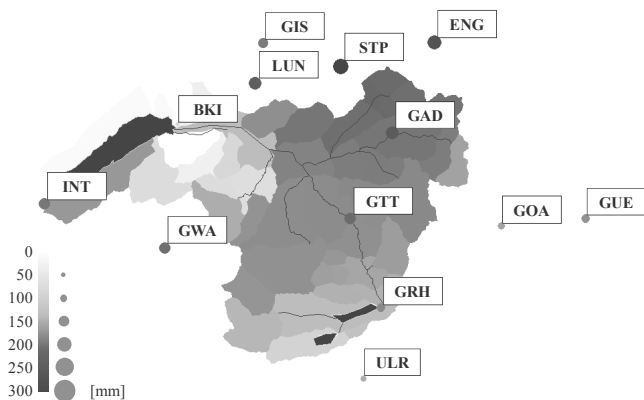 GIS
STP
ENG
LUN
BKI
GAD
INT
GTT
GOA
GUE
GWA
0
50
100
150
200
250
300
GRH
ULR
[mm]